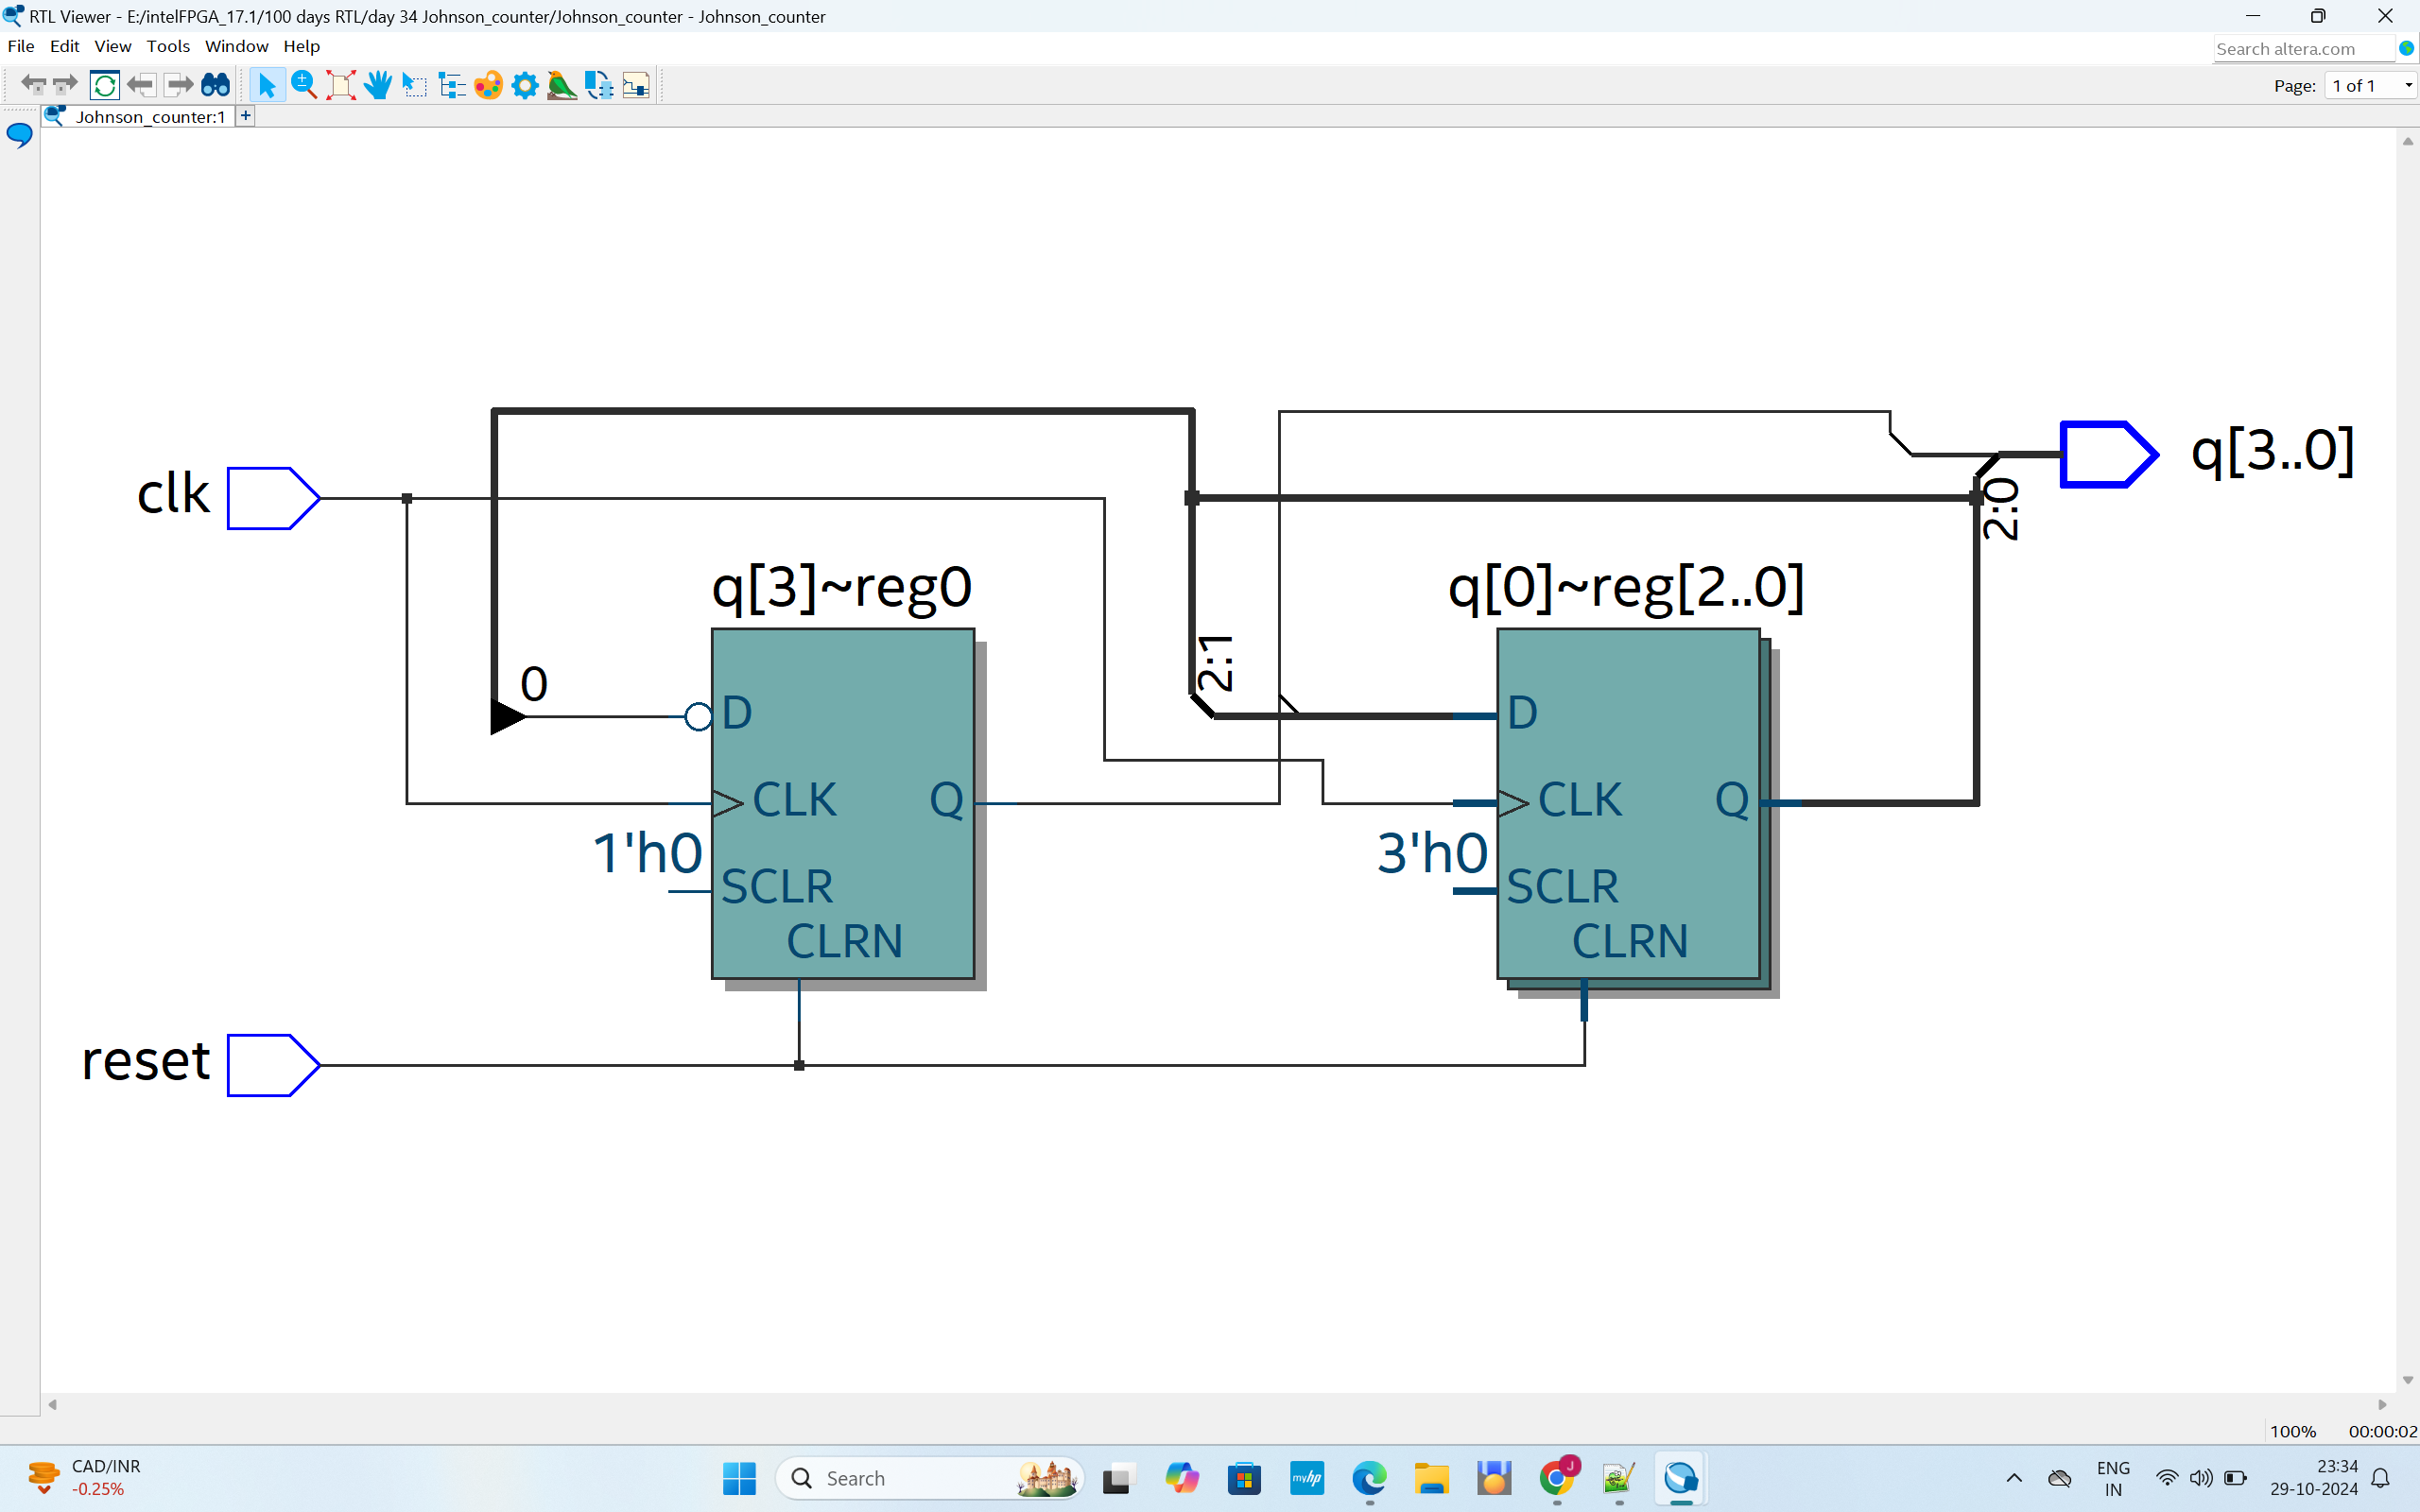 RTL Viewer - E:/intelFPGA_17.1/100 days RTL/day 34 Johnson_counter/Johnson_counter - Johnson_counter
File Edit View Tools Window Help
Search altera.com
Page: 1 of 1
Johnson_counter:1 +
clk
q[3..0]
2:0
q[3]~reg0
q[0]~reg[2..0]
2:1
0
D
D
CLK
Q
CLK
Q
1'h0
3'h0
SCLR
SCLR
CLRN
CLRN
reset
100% 00:00:02
CAD/INR
-0.25%
Search
myhp
J
ENG
IN
23:34
29-10-2024